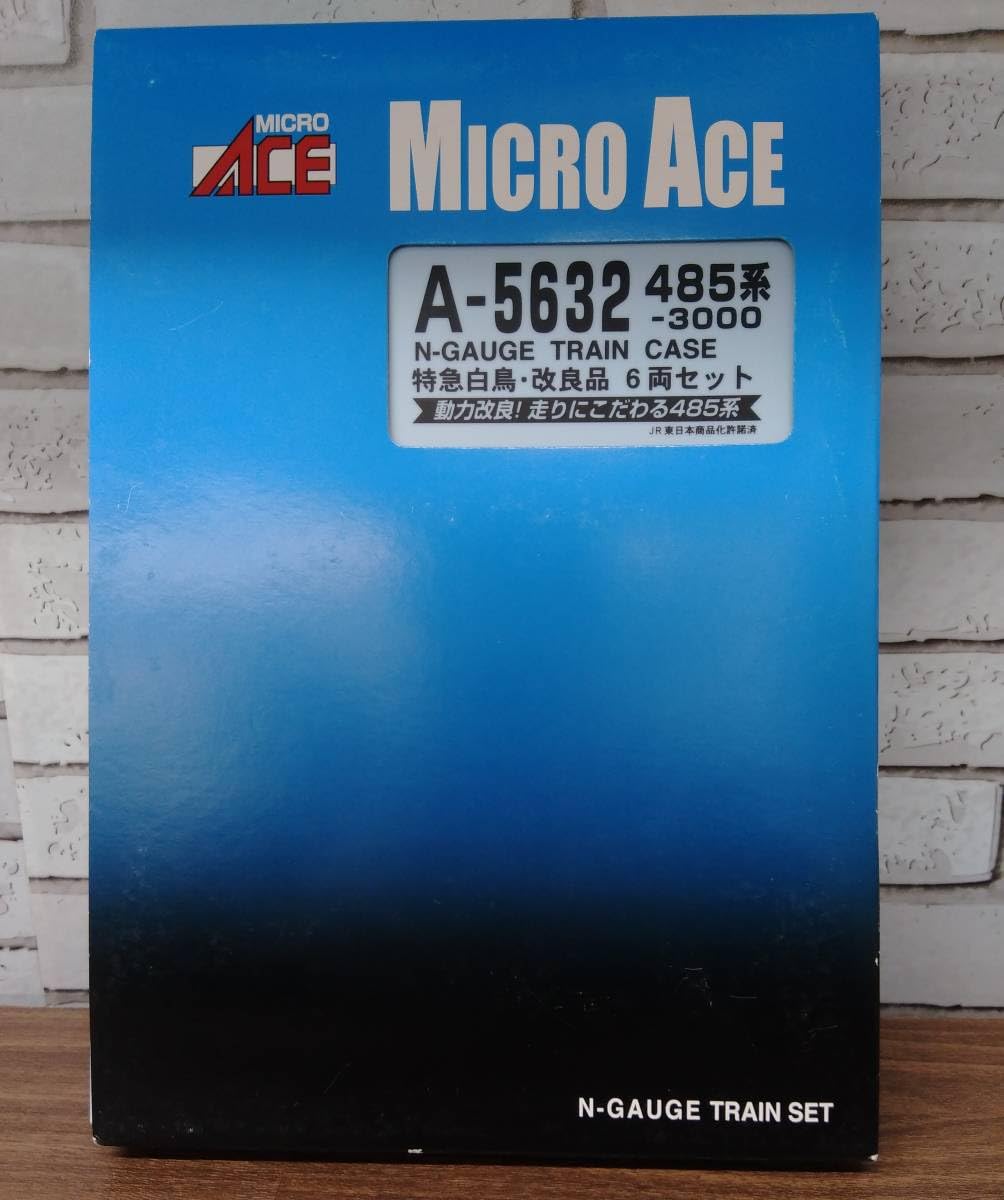 MICRO
ACE
MICRO ACE
A-5632 485系
-3000
N-GAUGE TRAIN CASE
特急白鳥・改良品 6両セット
動力改良! 走りにこだわる485系
JR東日本商品化許諾済
N-GAUGE TRAIN SET